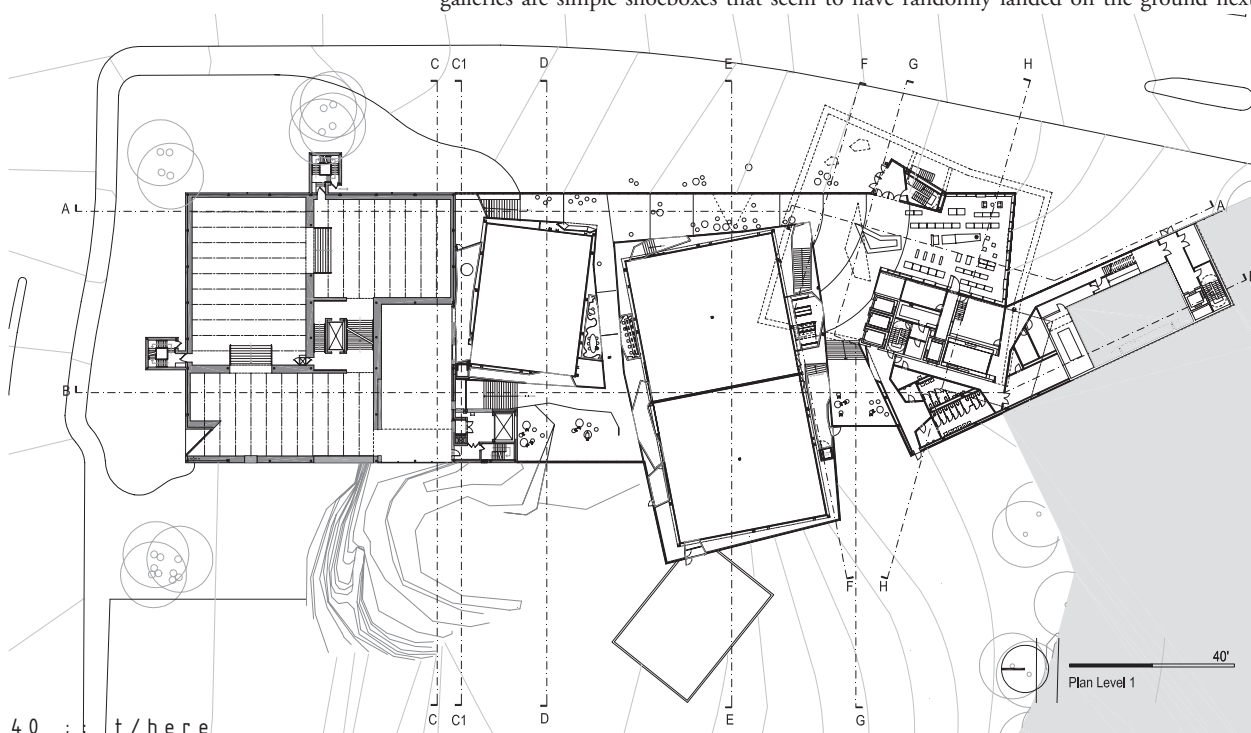 galleries are simple shoeboxes that seem to have randomly landed on the ground next
C C1 D E F G H
A A
B
C C1 D E G
F H
40'
Plan Level 1
40 :: t/here